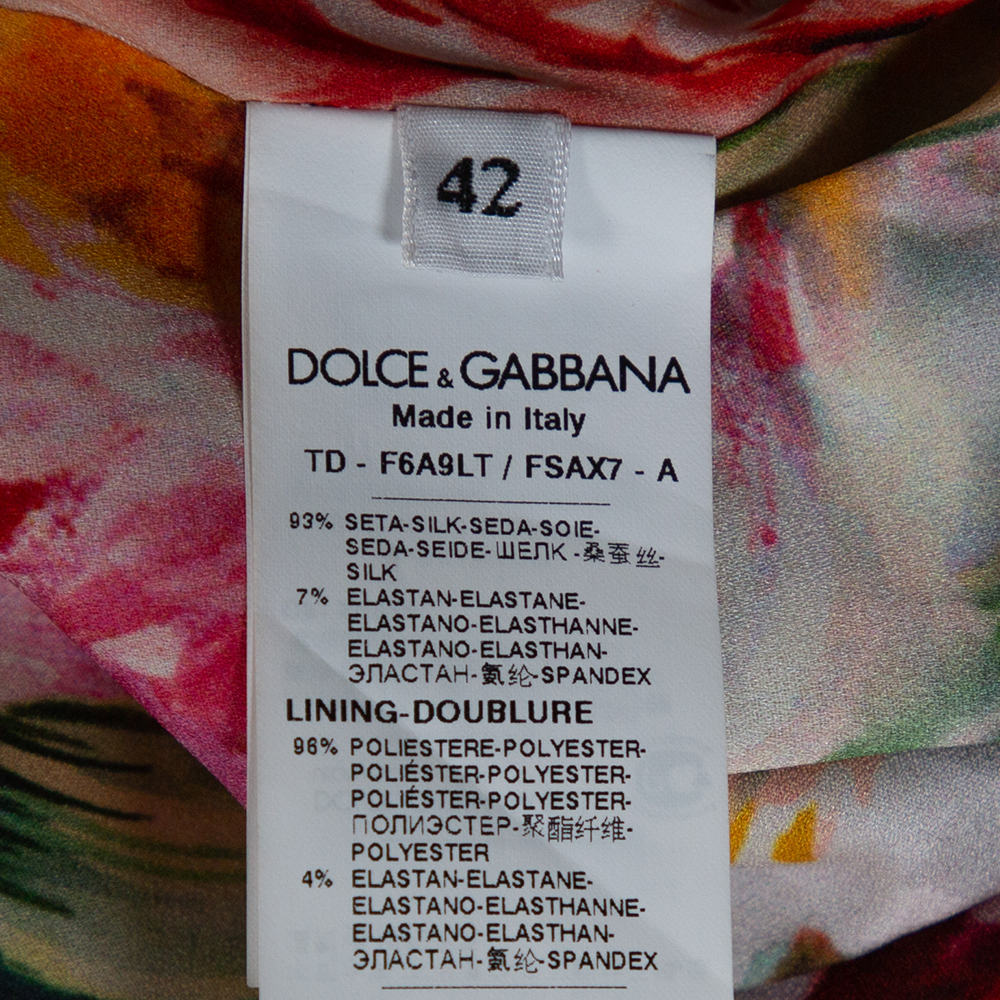 42
DOLCE & GABBANA
Made in Italy
TD - F6A9LT / FSAX7 - A
93% SETA-SILK-SEDA-SOIE-
SEDA-SEIDE-ШЕЛК -桑蚕丝-
SILK
7% ELASTAN-ELASTANE-
ELASTANO-ELASTHANNE-
ELASTANO-ELASTHAN-
ЭЛАСТАН-氨纶-SPANDEX
LINING-DOUBLURE
96% POLIESTERE-POLYESTER-
POLIÉSTER-POLYESTER-
POLIÉSTER-POLYESTER-
ПОЛИЭСТЕР-聚酯纤维-
POLYESTER
4% ELASTAN-ELASTANE-
ELASTANO-ELASTHANNE-
ELASTANO-ELASTHAN-
ЭЛАСТАН-氨纶-SPANDEX